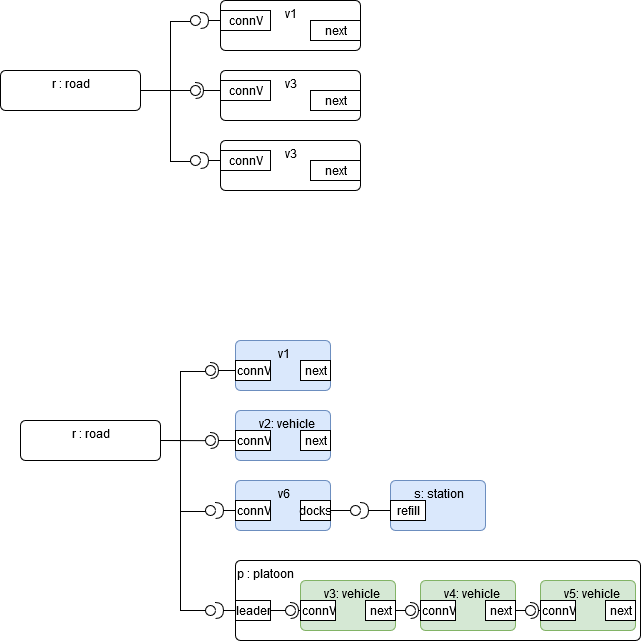 v1
connV
next
r : road
v3
connV
next
v3
connV
next
v1
connV
next
v2: vehicle
r : road
connV
next
v6
s: station
connV
docks
refill
p : platoon
v3: vehicle
v4: vehicle
v5: vehicle
leader
connV
next
connV
next
connV
next